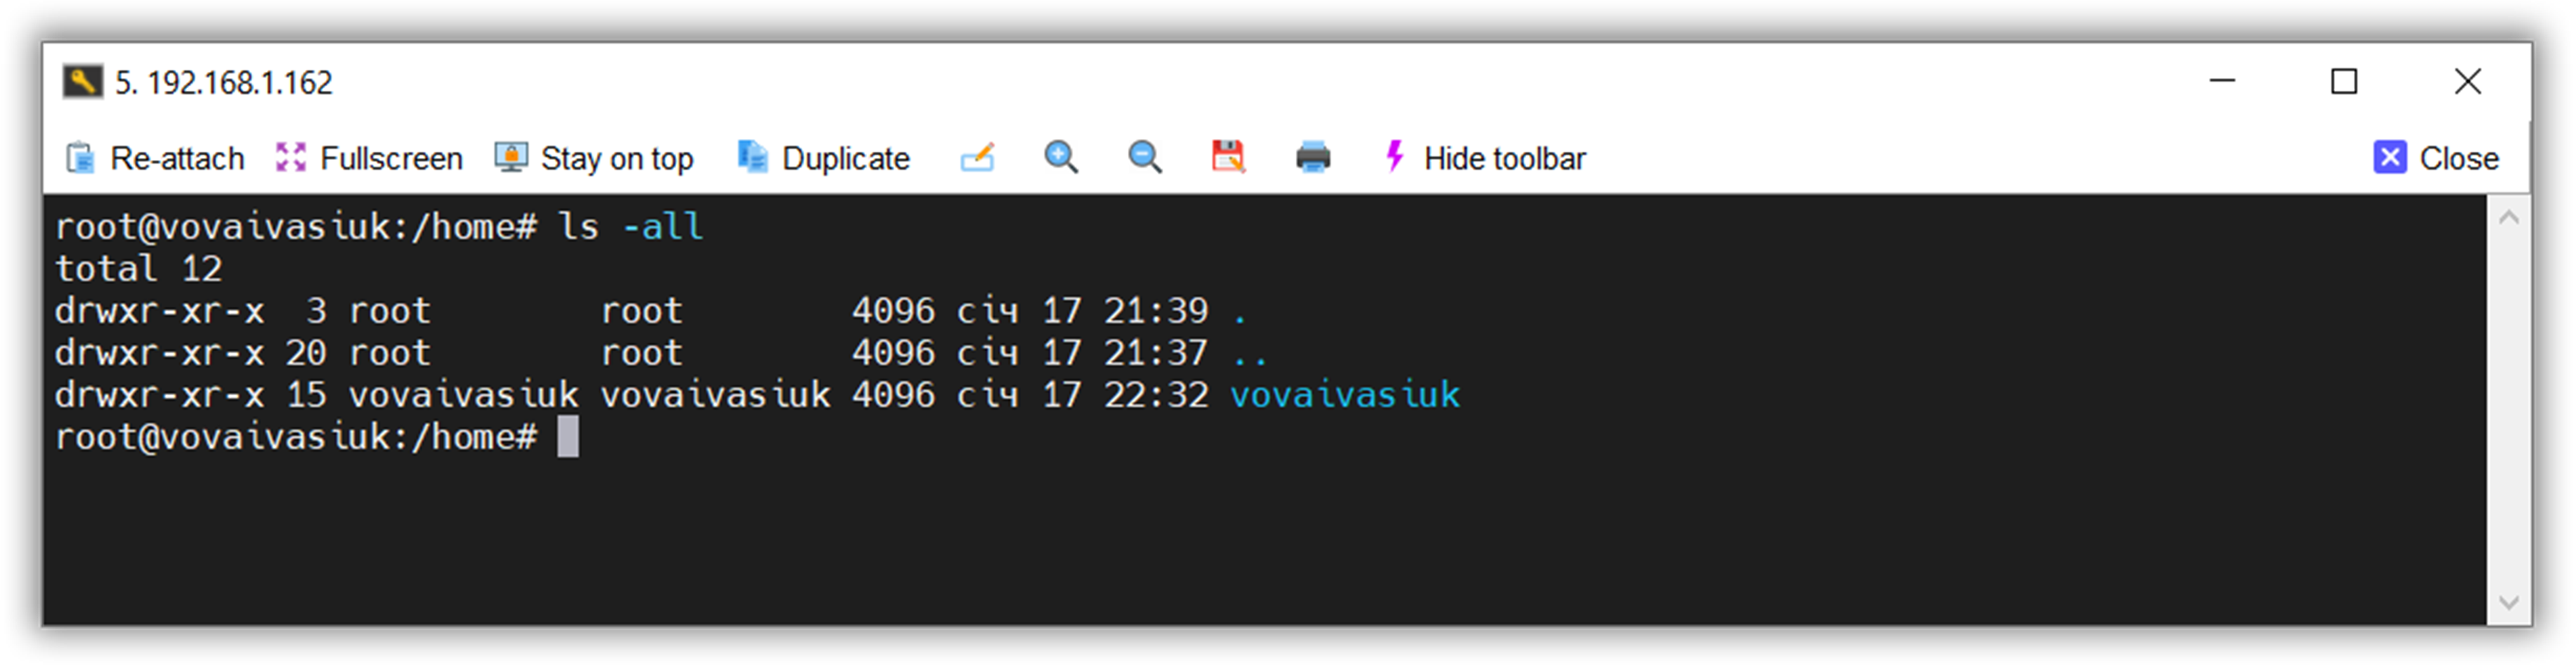 5. 192.168.1.162
Re-attach Fullscreen Stay on top Duplicate Hide toolbar Close
root@vovaivasiuk:/home# ls -all
total 12
drwxr-xr-x  3 root        root        4096 січ 17 21:39 .
drwxr-xr-x 20 root        root        4096 січ 17 21:37 ..
drwxr-xr-x 15 vovaivasiuk vovaivasiuk 4096 січ 17 22:32 vovaivasiuk
root@vovaivasiuk:/home#